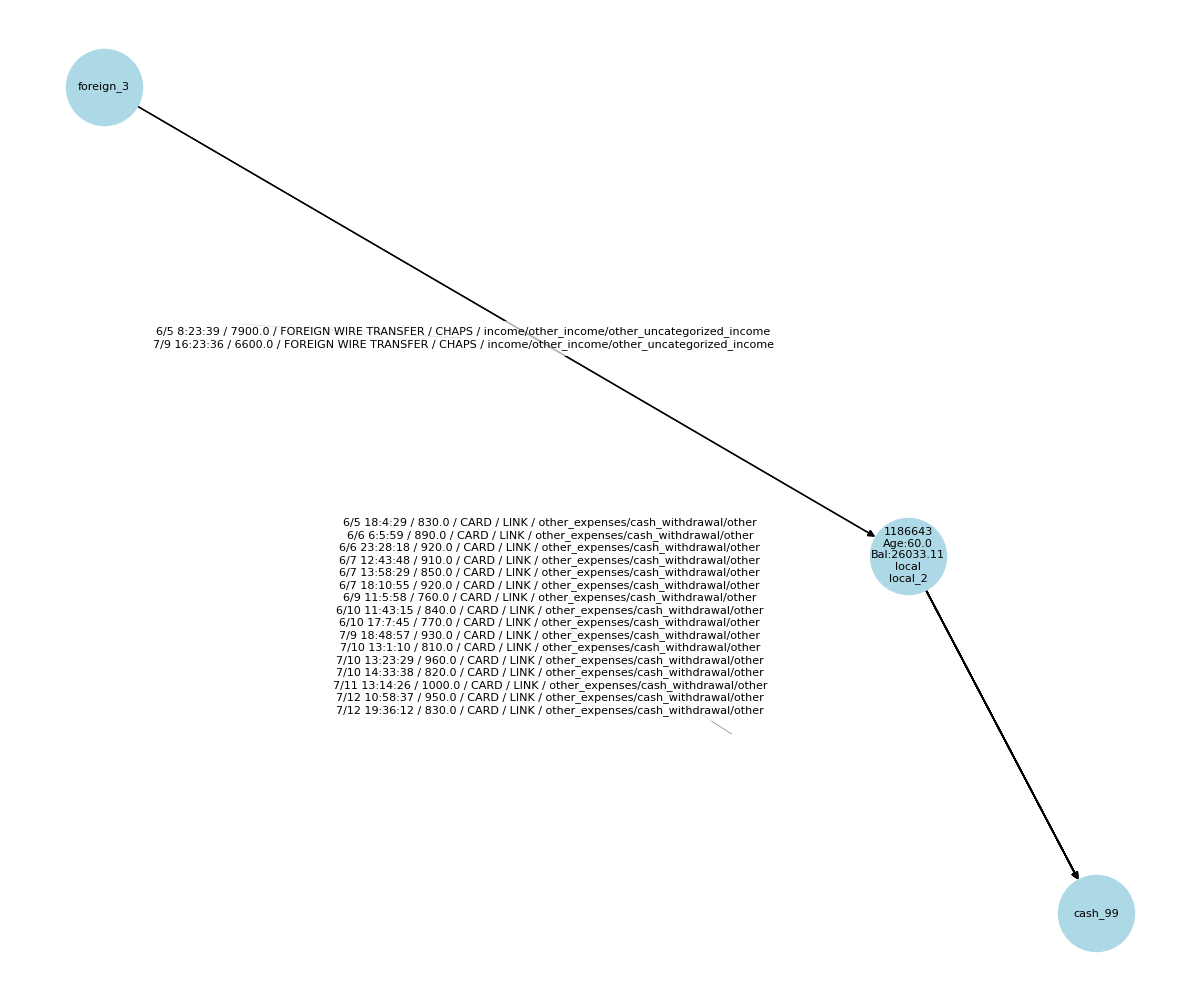 foreign_3
6/5 8:23:39 / 7900.0 / FOREIGN WIRE TRANSFER / CHAPS / income/other_income/other_uncategorized_income
7/9 16:23:36 / 6600.0 / FOREIGN WIRE TRANSFER / CHAPS / income/other_income/other_uncategorized_income
6/5 18:4:29 / 830.0 / CARD / LINK / other_expenses/cash_withdrawal/other
6/6 6:5:59 / 890.0 / CARD / LINK / other_expenses/cash_withdrawal/other
6/6 23:28:18 / 920.0 / CARD / LINK / other_expenses/cash_withdrawal/other
6/7 12:43:48 / 910.0 / CARD / LINK / other_expenses/cash_withdrawal/other
6/7 13:58:29 / 850.0 / CARD / LINK / other_expenses/cash_withdrawal/other
6/7 18:10:55 / 920.0 / CARD / LINK / other_expenses/cash_withdrawal/other
6/9 11:5:58 / 760.0 / CARD / LINK / other_expenses/cash_withdrawal/other
6/10 11:43:15 / 840.0 / CARD / LINK / other_expenses/cash_withdrawal/other
6/10 17:7:45 / 770.0 / CARD / LINK / other_expenses/cash_withdrawal/other
7/9 18:48:57 / 930.0 / CARD / LINK / other_expenses/cash_withdrawal/other
7/10 13:1:10 / 810.0 / CARD / LINK / other_expenses/cash_withdrawal/other
7/10 13:23:29 / 960.0 / CARD / LINK / other_expenses/cash_withdrawal/other
7/10 14:33:38 / 820.0 / CARD / LINK / other_expenses/cash_withdrawal/other
7/11 13:14:26 / 1000.0 / CARD / LINK / other_expenses/cash_withdrawal/other
7/12 10:58:37 / 950.0 / CARD / LINK / other_expenses/cash_withdrawal/other
7/12 19:36:12 / 830.0 / CARD / LINK / other_expenses/cash_withdrawal/other
1186643
Age:60.0
Bal:26033.11
local
local_2
cash_99